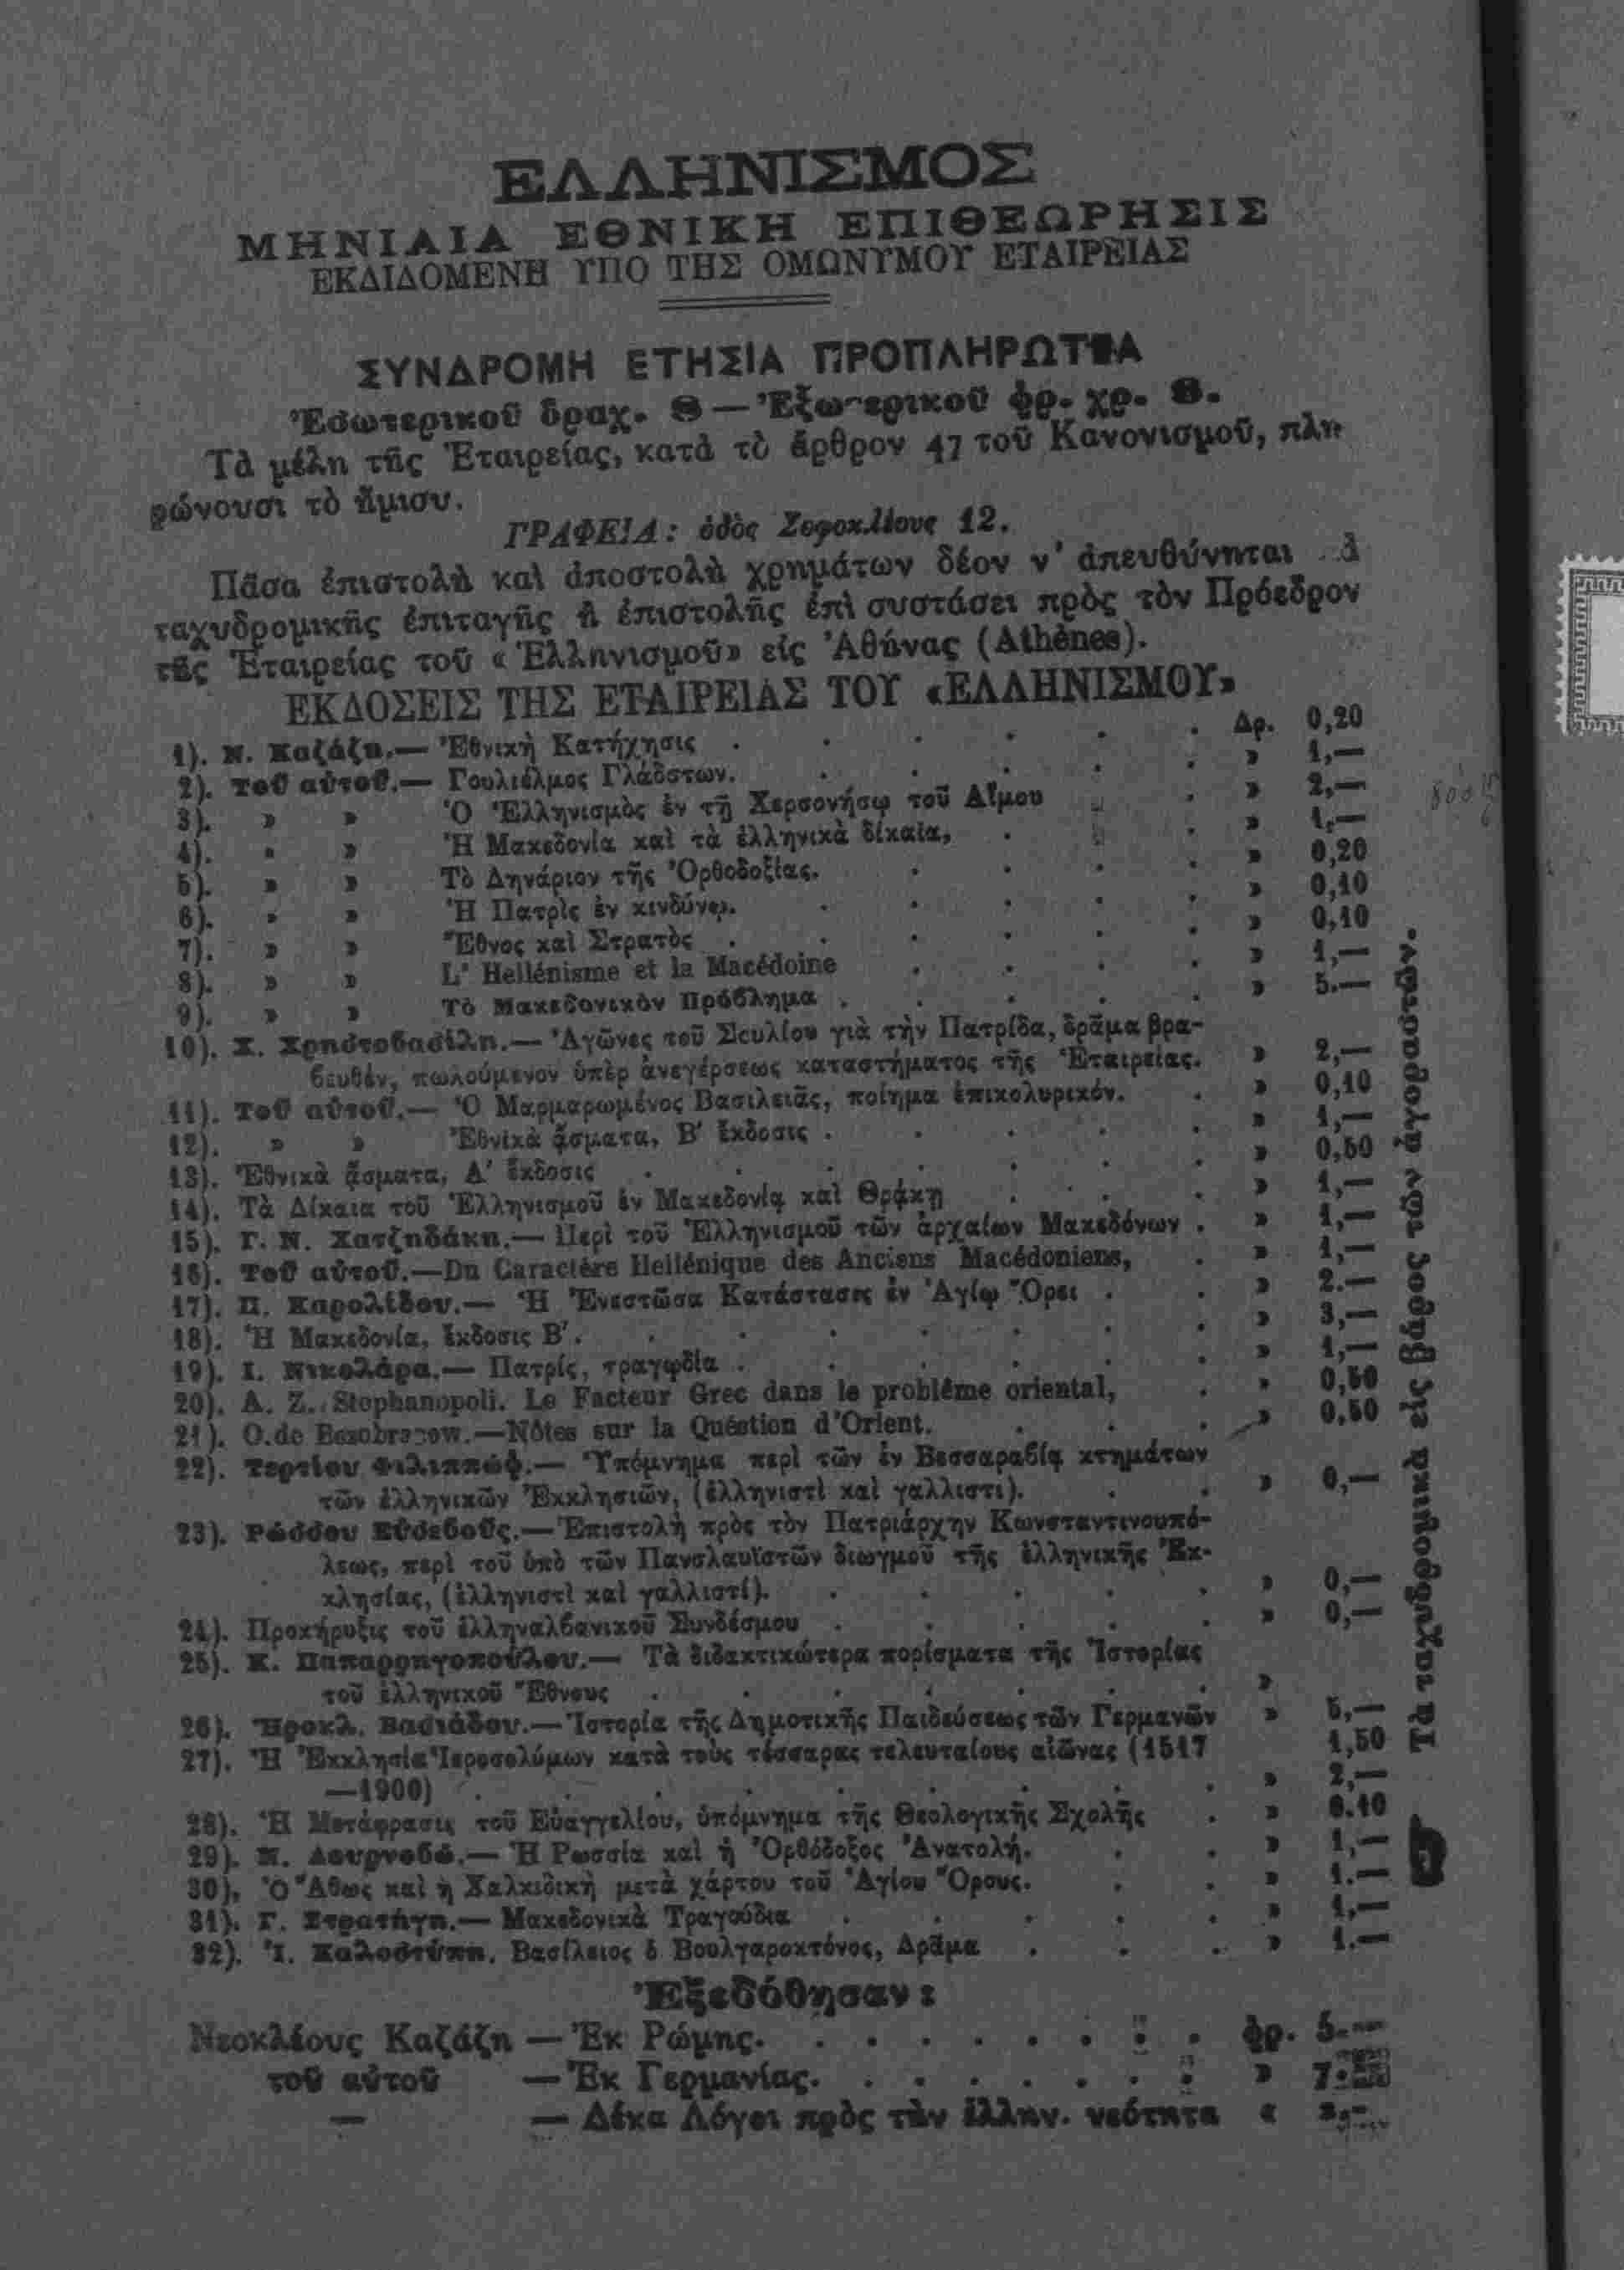 ΕΛΛΗΝΙΣΜΟΣ
ΜΗΝΙΑΙΑ ΕΘΝΙΚΗ ΕΠΙΘΕΩΡΗΣΙΣ
ΕΚΔΙΔΟΜΕΝΗ ΥΠΟ ΤΗΣ ΟΜΩΝΥΜΟΥ ΕΤΑΙΡΕΙΑΣ
ΣΥΝΔΡΟΜΗ ΕΤΗΣΙΑ ΠΡΟΠΛΗΡΩΤΕΑ
Ἐσωτερικοῦ δραχ. 8 — Ἐξωτερικοῦ φρ. χρ. 8.
Τὰ μέλη τῆς Ἑταιρείας, κατὰ τὸ ἄρθρον 47 τοῦ Κανονισμοῦ, πλη
ρώνουσι τὸ ἥμισυ.
ΓΡΑΦΕΙΑ: ὁδὸς Σοφοκλέους 12.
Πᾶσα ἐπιστολὴ καὶ ἀποστολὴ χρημάτων δέον ν' ἀπευθύνηται
ταχυδρομικῆς ἐπιταγῆς ἢ ἐπιστολῆς ἐπὶ συστάσει πρὸς τὸν Πρόεδρον
τῆς Ἑταιρείας τοῦ «Ἑλληνισμοῦ» εἰς Ἀθήνας (Athènes).
ΕΚΔΟΣΕΙΣ ΤΗΣ ΕΤΑΙΡΕΙΑΣ ΤΟΥ «ΕΛΛΗΝΙΣΜΟΥ»
1). Ν. Καζάζη.— Ἐθνικὴ Κατήχησις . . . . . . Δρ. 0,20
2). Τοῦ αὐτοῦ.— Γουλιέλμος Γλάδστων. . . . . . » 1,—
3). » » Ὁ Ἑλληνισμὸς ἐν τῇ Χερσονήσῳ τοῦ Αἵμου . » 2,—
4). » » Ἡ Μακεδονία καὶ τὰ ἑλληνικὰ δίκαια, . . » 1,—
5). » » Τὸ Δηνάριον τῆς Ὀρθοδοξίας. . . . . » 0,20
6). » » Ἡ Πατρὶς ἐν κινδύνῳ. . . . . . » 0,10
7). » » Ἔθνος καὶ Στρατὸς . . . . . . » 0,10
8). » » L' Hellénisme et la Macédoine . . . . » 1,—
9). » » Τὸ Μακεδονικὸν Πρόβλημα . . . . . » 5.—
10). Χ. Χρηστοβασίλη.— Ἀγῶνες τοῦ Σουλίου γιὰ τὴν Πατρίδα, δρᾶμα βρα-
βευθέν, πωλούμενον ὑπὲρ ἀνεγέρσεως καταστήματος τῆς Ἑταιρείας. » 2,—
11). Τοῦ αὐτοῦ.— Ὁ Μαρμαρωμένος Βασιλειᾶς, ποίημα ἐπικολυρικόν. . » 0,10
12). » » Ἐθνικὰ ᾄσματα, Β' ἔκδοσις . . . . . » 1,—
13). Ἐθνικὰ ᾄσματα, Α' ἔκδοσις . . . . . . . » 0,50
14). Τὰ Δίκαια τοῦ Ἑλληνισμοῦ ἐν Μακεδονίᾳ καὶ Θρᾴκῃ . . . » 1,—
15). Γ. Ν. Χατζηδάκη.— Περὶ τοῦ Ἑλληνισμοῦ τῶν ἀρχαίων Μακεδόνων . » 1,—
16). Τοῦ αὐτοῦ.—Du Caractère Hellénique des Anciens Macédoniens, . » 1,—
17). Π. Καρολίδου.— Ἡ Ἐνεστῶσα Κατάστασις ἐν Ἁγίῳ Ὄρει . . » 2.—
18). Ἡ Μακεδονία, ἔκδοσις Β'. . . . . . . . » 3,—
19). Ι. Νικολάρα.— Πατρίς, τραγῳδία . . . . . . » 1,—
20). A. Z. Stephanopoli. Le Facteur Grec dans le problème oriental, . » 0,50
21). O.de Bezobrazow.—Nôtes sur la Quéstion d'Orient. . . . » 0,50
22). Τερτίου Φιλιππώφ.— Ὑπόμνημα περὶ τῶν ἐν Βεσσαραβίᾳ κτημάτων
τῶν ἑλληνικῶν Ἐκκλησιῶν, (ἑλληνιστὶ καὶ γαλλιστί). . . » 0,—
23). Ρώσσου Εὐσεβοῦς.—Ἐπιστολὴ πρὸς τὸν Πατριάρχην Κωνσταντινουπό-
λεως, περὶ τοῦ ὑπὸ τῶν Πανσλαυϊστῶν διωγμοῦ τῆς ἑλληνικῆς Ἐκ-
κλησίας, (ἑλληνιστὶ καὶ γαλλιστί). . . . . . » 0,—
24). Προκήρυξις τοῦ ἑλληναλβανικοῦ Συνδέσμου . . . . . » 0,—
25). Κ. Παπαρρηγοπούλου.— Τὰ διδακτικώτερα πορίσματα τῆς Ἱστορίας
τοῦ ἑλληνικοῦ Ἔθνους . . . . . . . »
26). Ἡροκλ. Βασιάδου.— Ἱστορία τῆς Δημοτικῆς Παιδεύσεως τῶν Γερμανῶν » 5,—
27). Ἡ Ἐκκλησία Ἱεροσολύμων κατὰ τοὺς τέσσαρας τελευταίους αἰῶνας (1517 1,50
—1900) . . . . . . . . . » 2,—
28). Ἡ Μετάφρασις τοῦ Εὐαγγελίου, ὑπόμνημα τῆς Θεολογικῆς Σχολῆς . » 0.10
29). Ν. Δουρνοβώ.— Ἡ Ρωσσία καὶ ἡ Ὀρθόδοξος Ἀνατολή. . . » 1,—
30). Ὁ Ἄθως καὶ ἡ Χαλκιδικὴ μετὰ χάρτου τοῦ Ἁγίου Ὄρους. . . » 1.—
31). Γ. Στρατήγη.— Μακεδονικὰ Τραγούδια . . . . . » 1,—
32). Ἰ. Καλοστύπη. Βασίλειος ὁ Βουλγαροκτόνος, Δρᾶμα . . . » 1.—
Ἐξεδόθησαν :
Νεοκλέους Καζάζη — Ἐκ Ρώμης. . . . . . . . . φρ. 5.—
τοῦ αὐτοῦ — Ἐκ Γερμανίας. . . . . . . . »
— — Δέκα Λόγοι πρὸς τὴν ἑλλην. νεότητα «
Τὰ ταχυδρομικὰ εἰς βάρος τῶν ἀγοραστῶν.